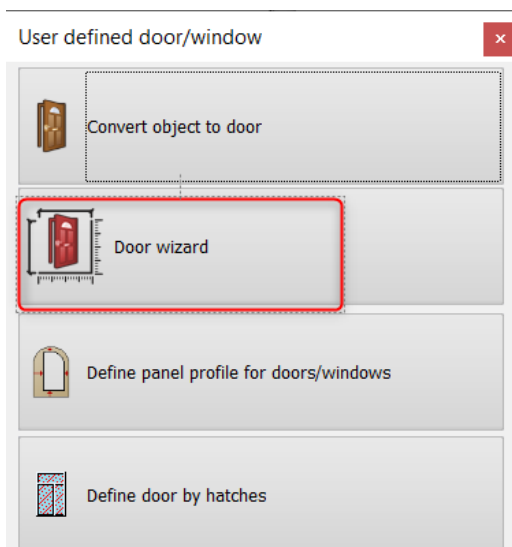 User defined door/window
Convert object to door
Door wizard
Define panel profile for doors/windows
Define door by hatches